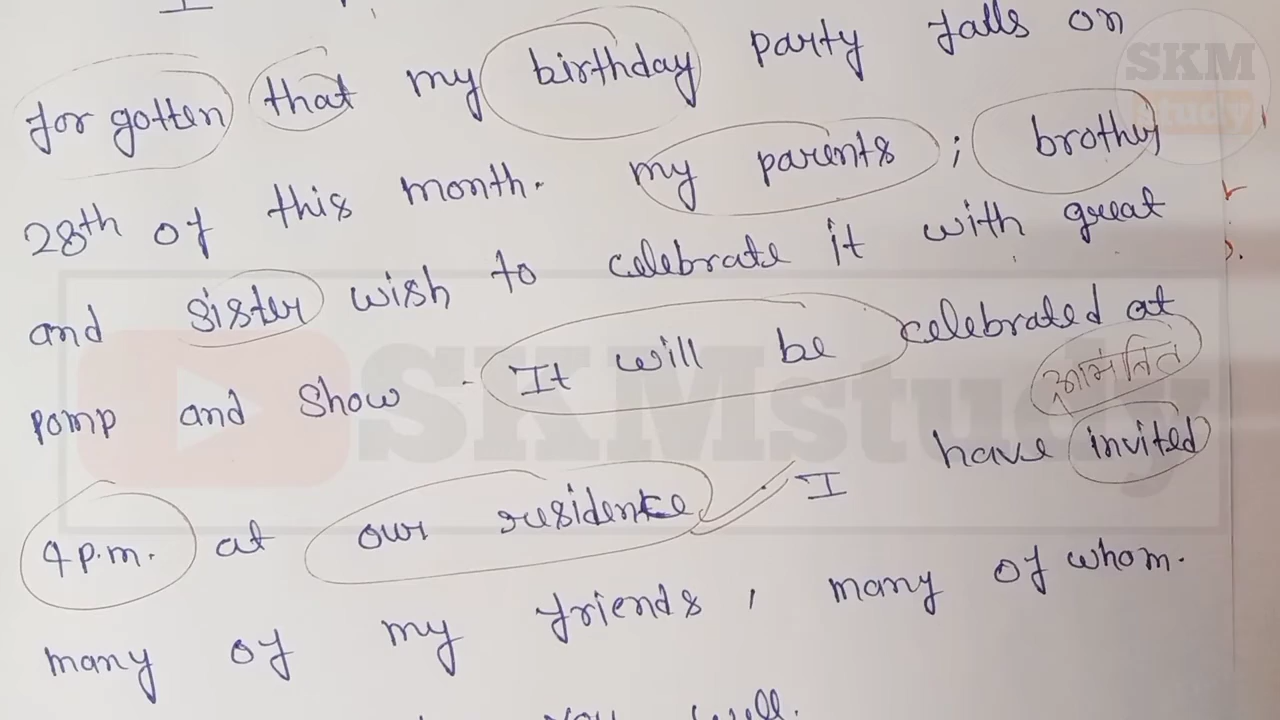 I
SKM
study
forgotten that my birthday party falls on
28th of this month. my parents ; brother
and sister wish to celebrate it with great
pomp and show. It will be celebrated at
आमंत्रित
4 p.m. at our residence. I have invited
many of my friends, many of whom.
you well.
SKMstudy